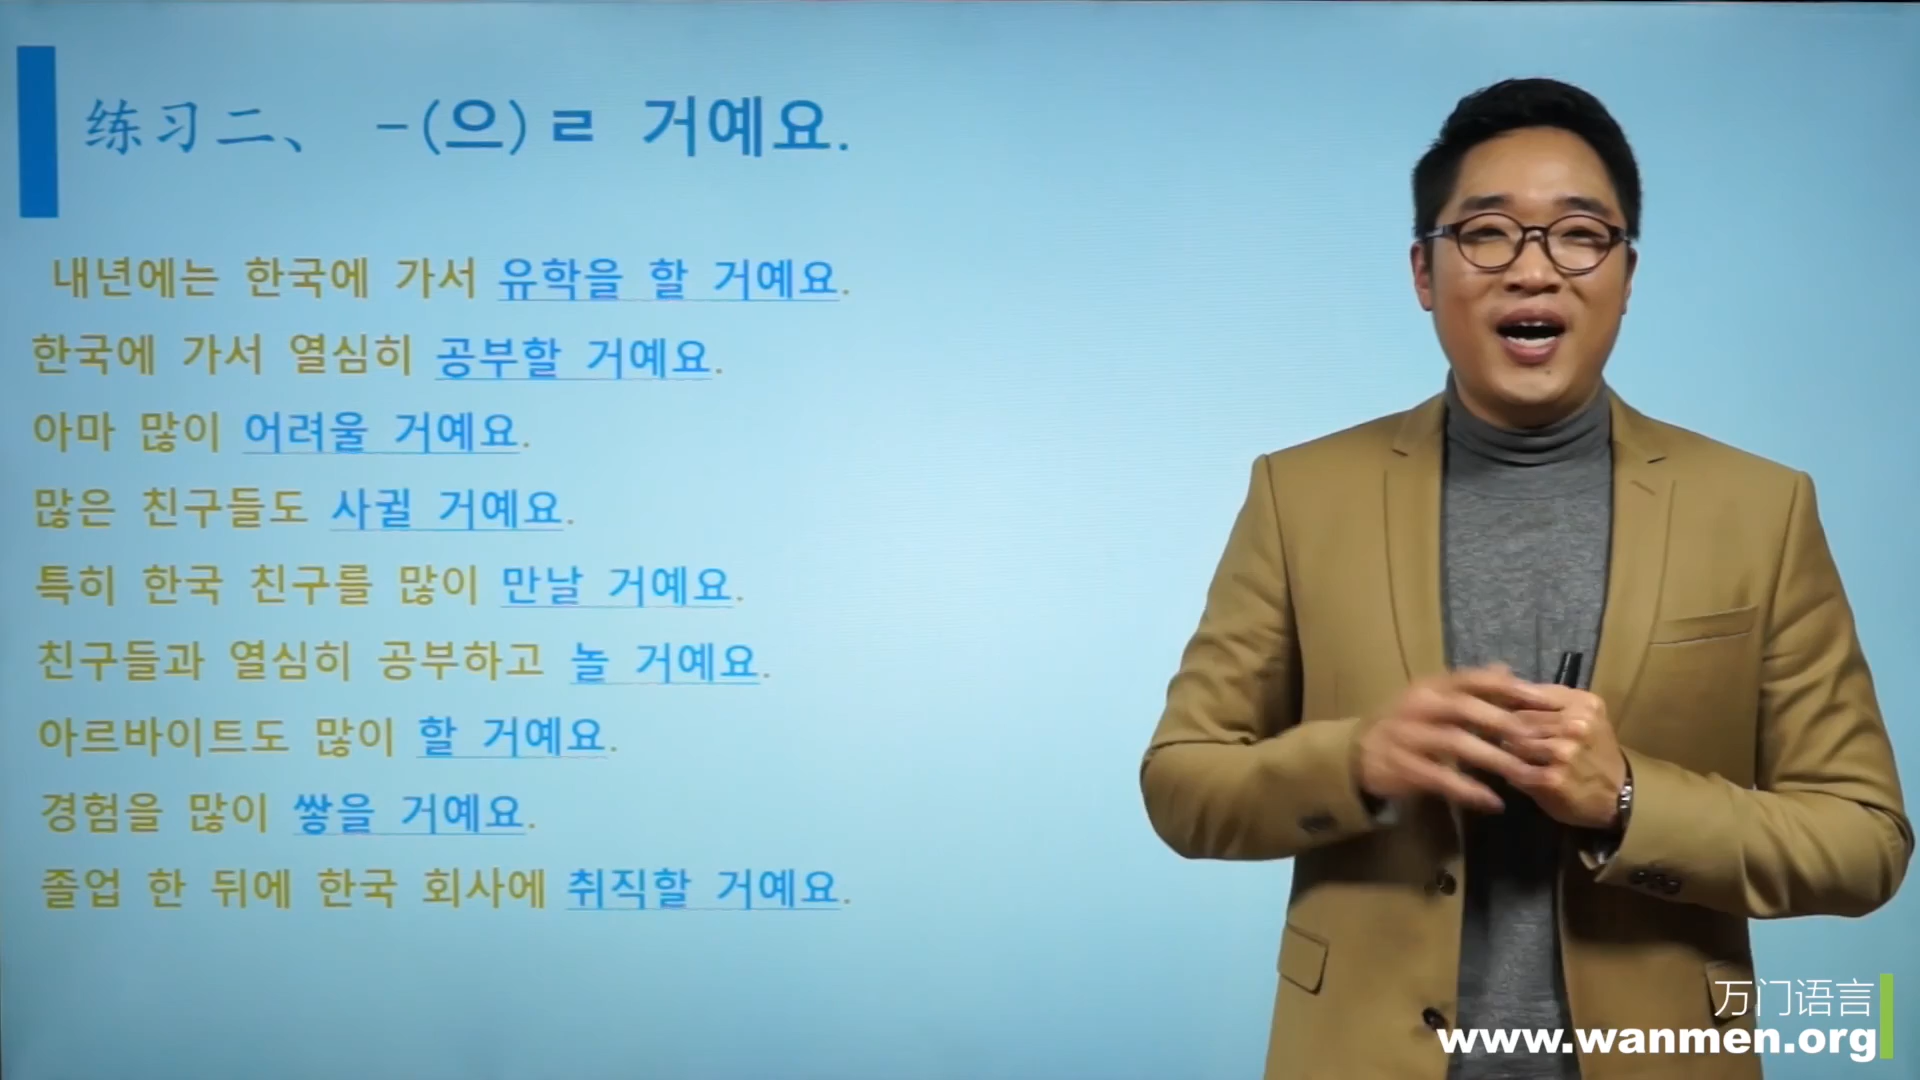 练习二、 -(으)ㄹ 거예요.
내년에는 한국에 가서 유학을 할 거예요.
한국에 가서 열심히 공부할 거예요.
아마 많이 어려울 거예요.
많은 친구들도 사귈 거예요.
특히 한국 친구를 많이 만날 거예요.
친구들과 열심히 공부하고 놀 거예요.
아르바이트도 많이 할 거예요.
경험을 많이 쌓을 거예요.
졸업 한 뒤에 한국 회사에 취직할 거예요.
万门语言
www.wanmen.org